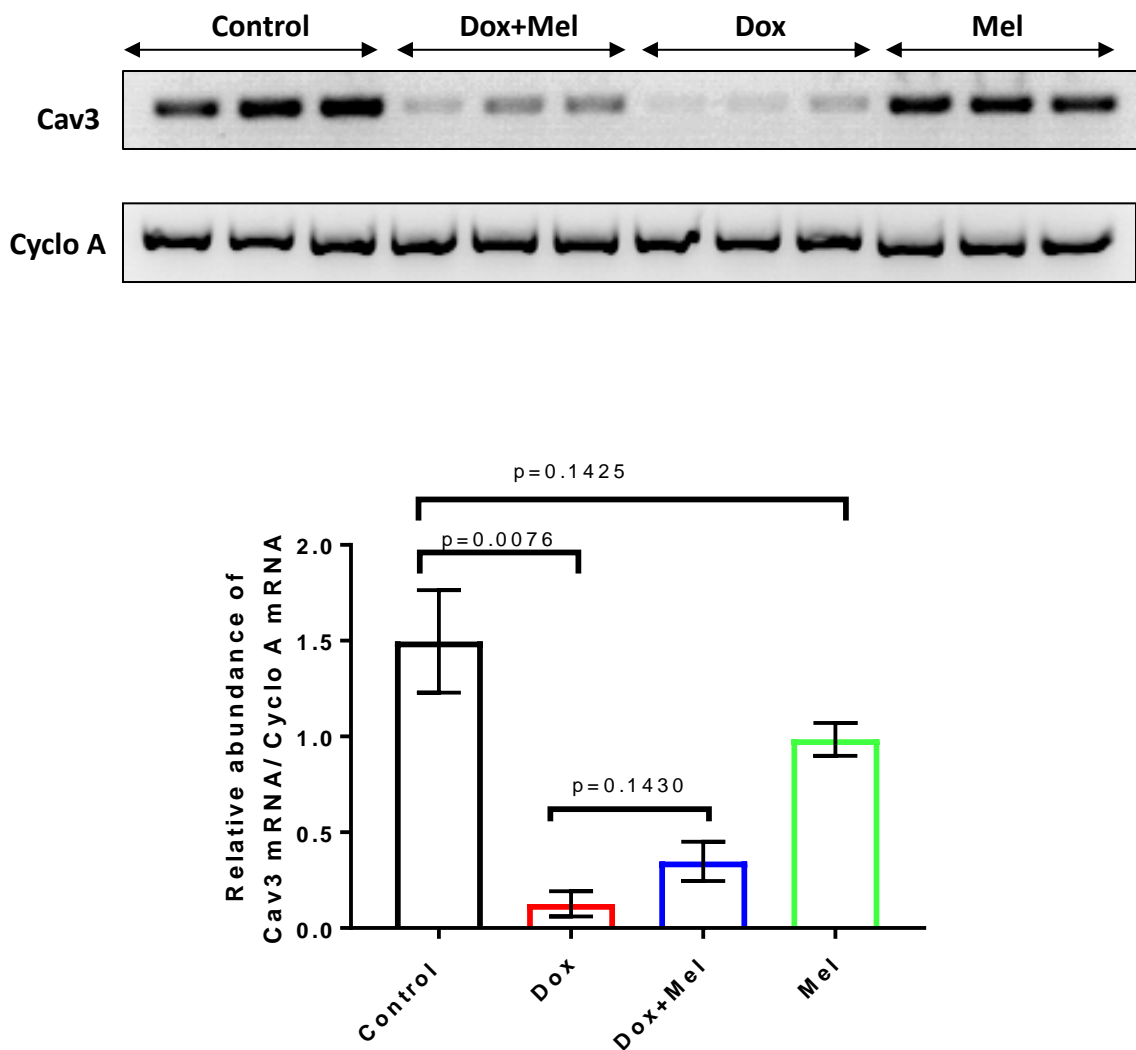 Control Dox+Mel Dox Mel
Cav3
Cyclo A
p=0.1425
p=0.0076
p=0.1430
Relative abundance of
Cav3 mRNA/Cyclo A mRNA
2.0
1.5
1.0
0.5
0.0
Control Dox Dox+Mel Mel